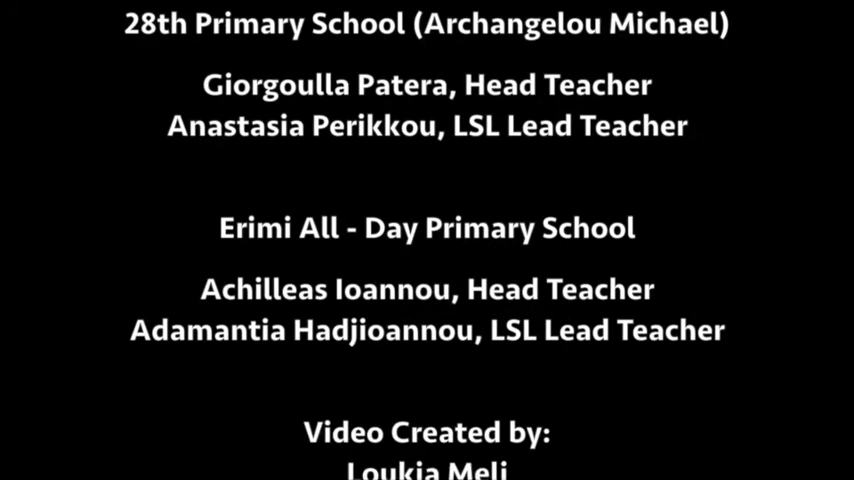 28th Primary School (Archangelou Michael)
Giorgoulla Patera, Head Teacher
Anastasia Perikkou, LSL Lead Teacher
Erimi All - Day Primary School
Achilleas Ioannou, Head Teacher
Adamantia Hadjioannou, LSL Lead Teacher
Video Created by:
Loukia Meli